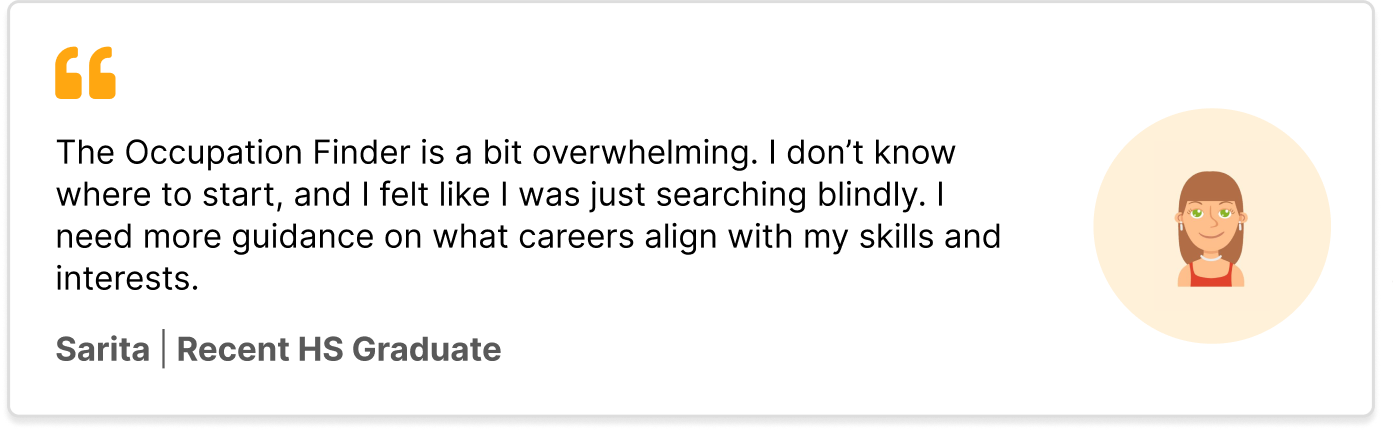 The Occupation Finder is a bit overwhelming. I don’t know
where to start, and I felt like I was just searching blindly. I
need more guidance on what careers align with my skills and
interests.
Sarita | Recent HS Graduate